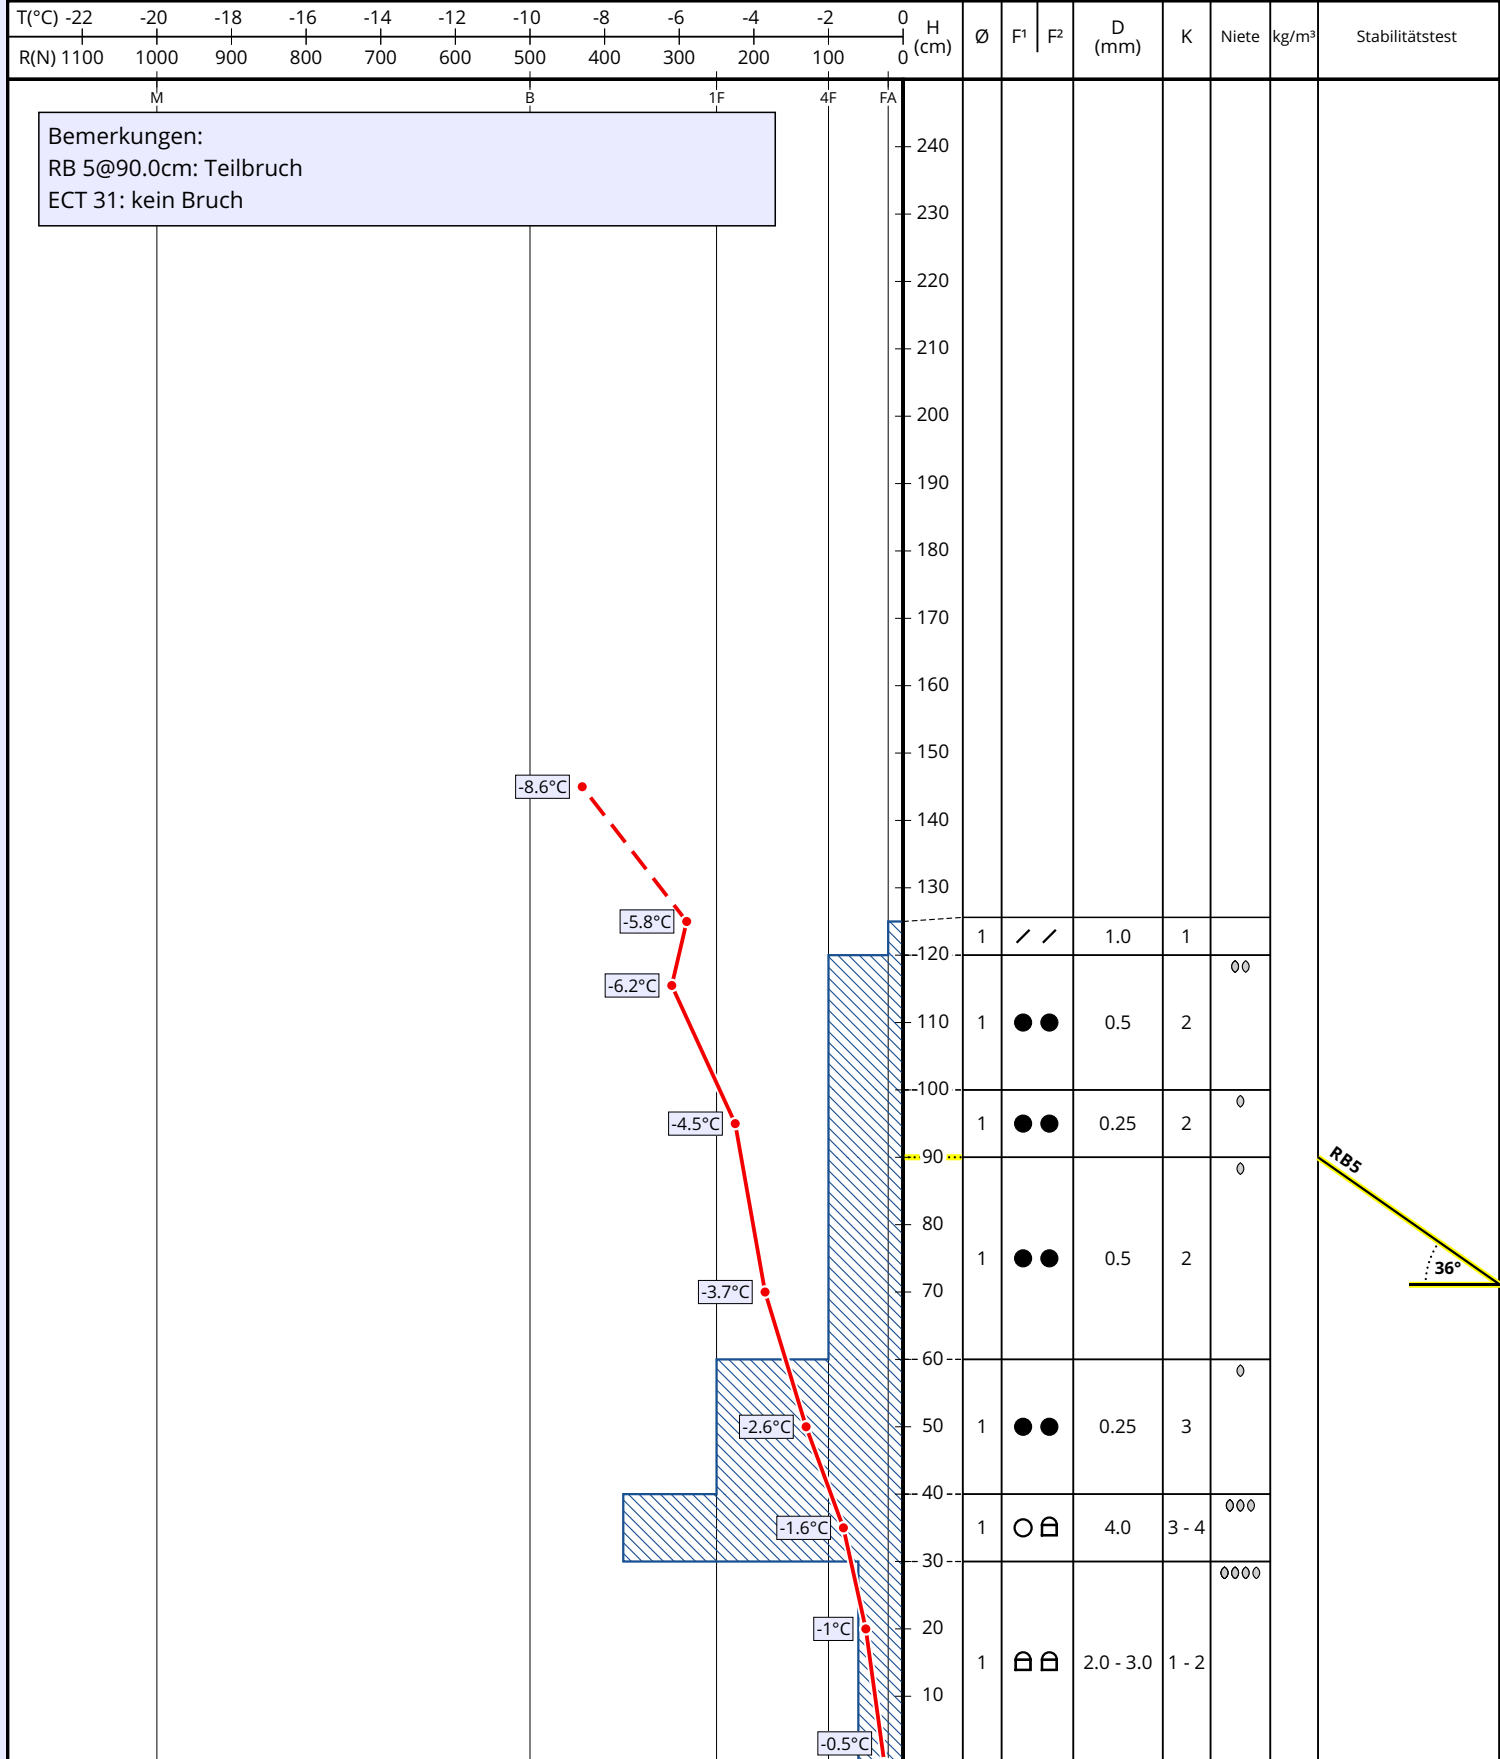 T(°C) -22 -20 -18 -16 -14 -12 -10 -8 -6 -4 -2 0
R(N) 1100 1000 900 800 700 600 500 400 300 200 100 0
H (cm) Ø F¹ F² D (mm) K Niete kg/m³ Stabilitätstest
M B 1F 4F FA
Bemerkungen:
RB 5@90.0cm: Teilbruch
ECT 31: kein Bruch
240
230
220
210
200
190
180
170
160
150
-8.6°C
140
130
-5.8°C
1 1.0 1
120
-6.2°C
110 1 0.5 2
100
-4.5°C 1 0.25 2
90 RB5
80
1 0.5 2
36°
-3.7°C 70
60
-2.6°C 50 1 0.25 3
40
-1.6°C 1 4.0 3 - 4
30
-1°C 20
1 2.0 - 3.0 1 - 2
10
-0.5°C